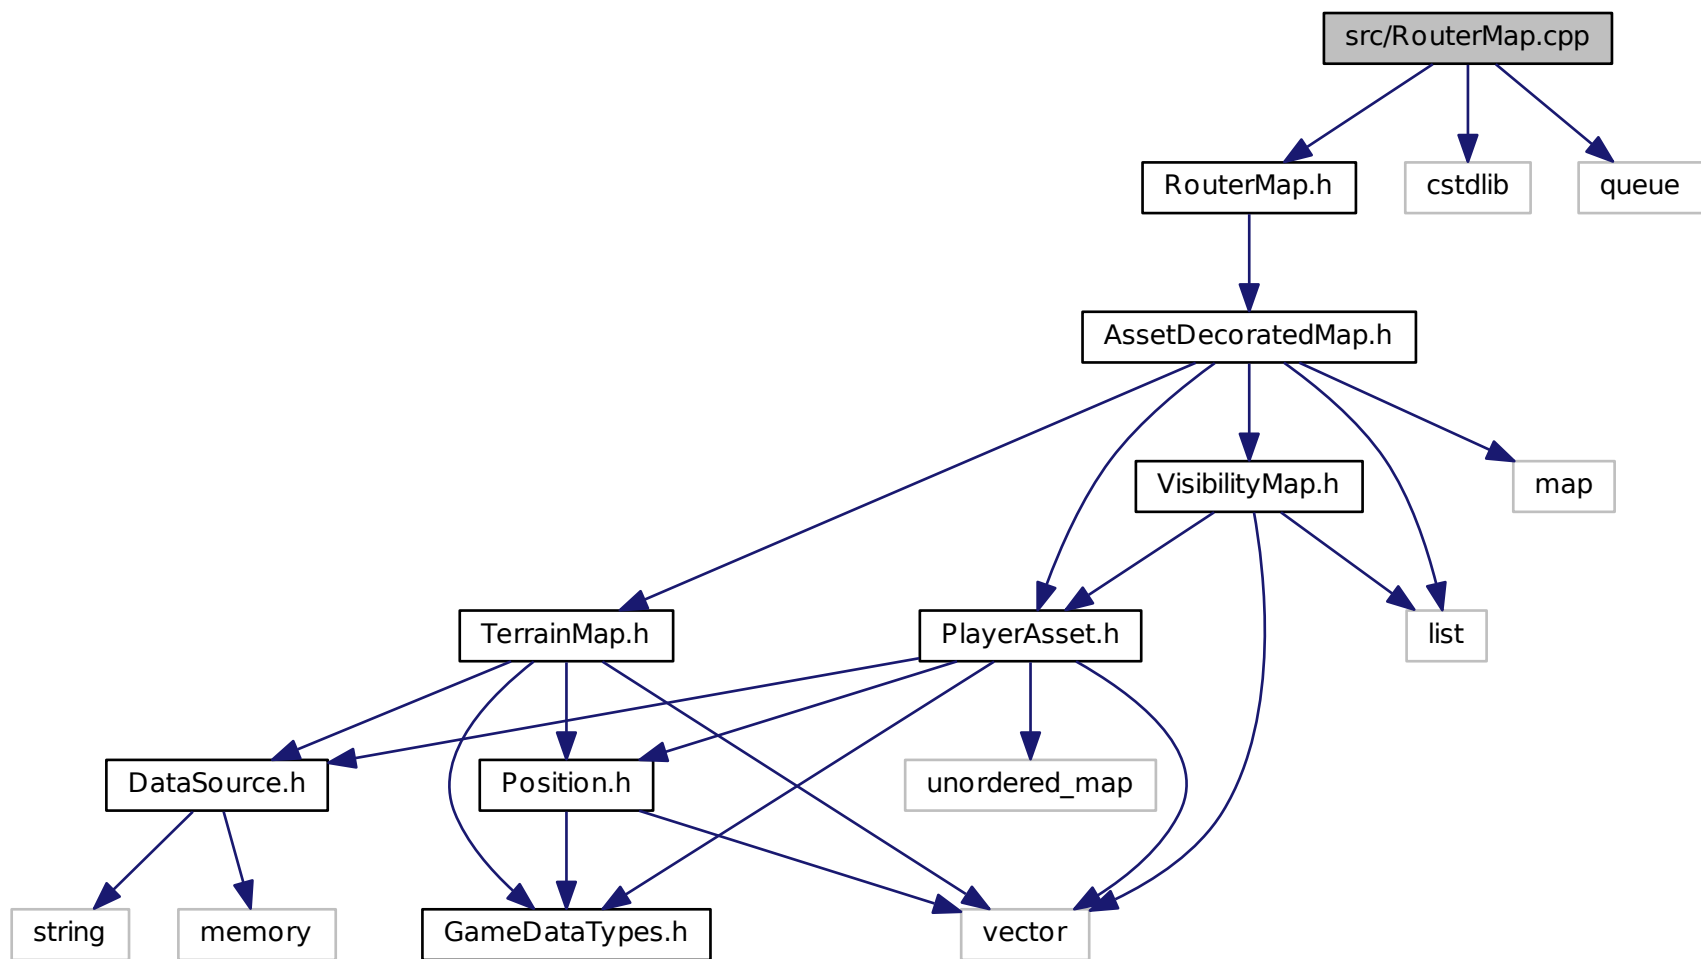 src/RouterMap.cpp
RouterMap.h
cstdlib
queue
AssetDecoratedMap.h
VisibilityMap.h
map
TerrainMap.h
PlayerAsset.h
list
DataSource.h
Position.h
unordered_map
string
memory
GameDataTypes.h
vector